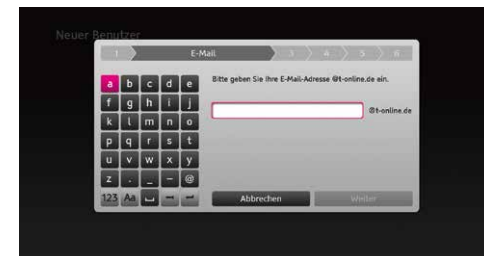 Neuer Benutzer
1 E-Mail 3 4 5 6
Bitte geben Sie Ihre E-Mail-Adresse @t-online.de ein.
@t-online.de
a b c d e
f g h i j
k l m n o
p q r s t
u v w x y
z . _ - @
123 Aa
Abbrechen Weiter